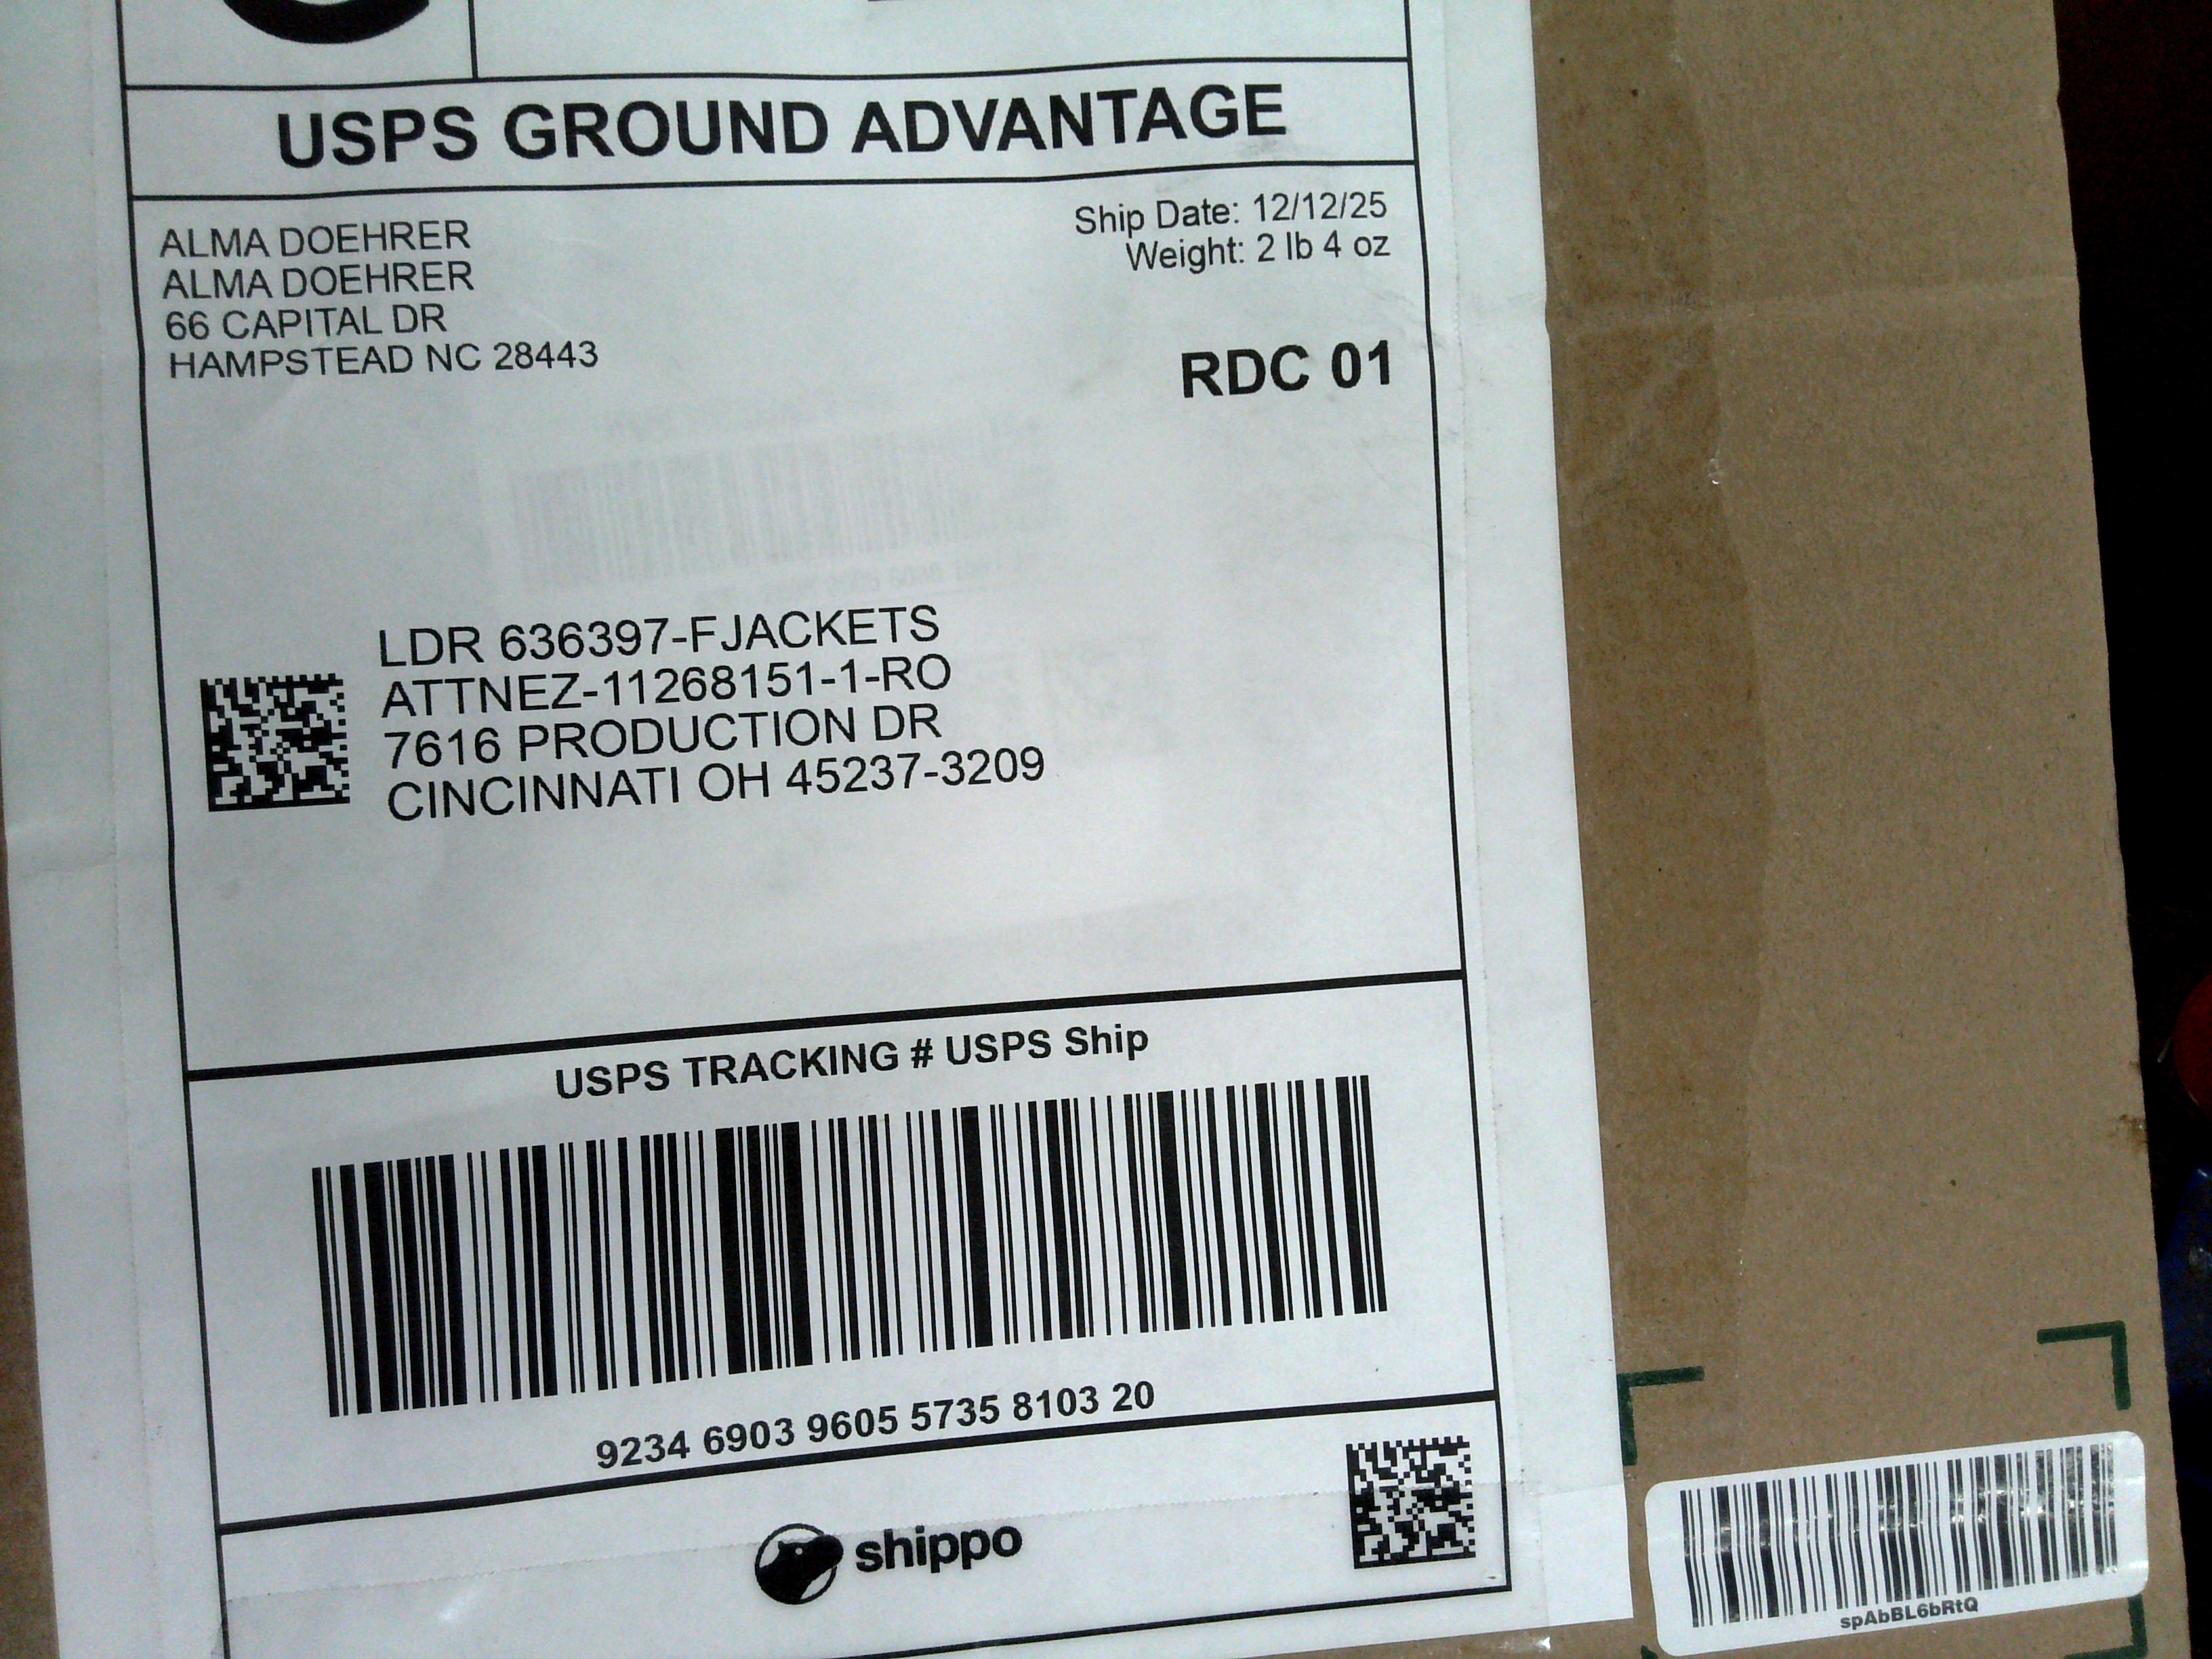 USPS GROUND ADVANTAGE
ALMA DOEHRER
ALMA DOEHRER
66 CAPITAL DR
HAMPSTEAD NC 28443
Ship Date: 12/12/25
Weight: 2 lb 4 oz
RDC 01
LDR 636397-FJACKETS
ATTNEZ-11268151-1-RO
7616 PRODUCTION DR
CINCINNATI OH 45237-3209
USPS TRACKING # USPS Ship
9234 6903 9605 5735 8103 20
shippo
spAbBL6bRtQ